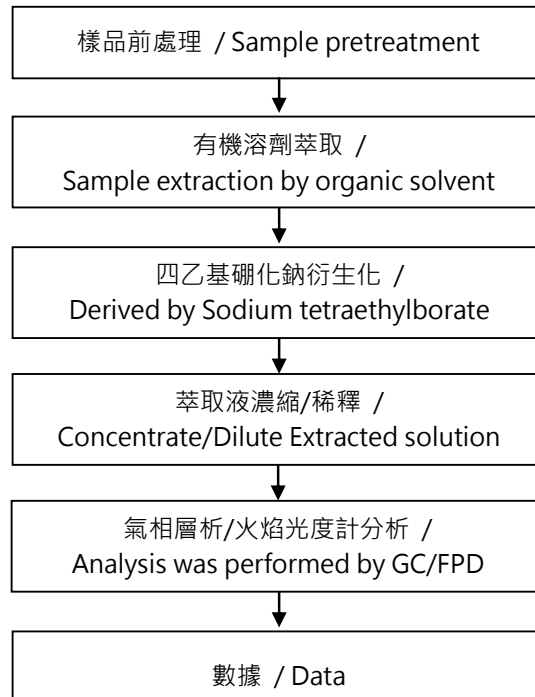 樣品前處理 / Sample pretreatment
有機溶劑萃取 /
Sample extraction by organic solvent
四乙基硼化鈉衍生化 /
Derived by Sodium tetraethylborate
萃取液濃縮/稀釋 /
Concentrate/Dilute Extracted solution
氣相層析/火焰光度計分析 /
Analysis was performed by GC/FPD
數據 / Data